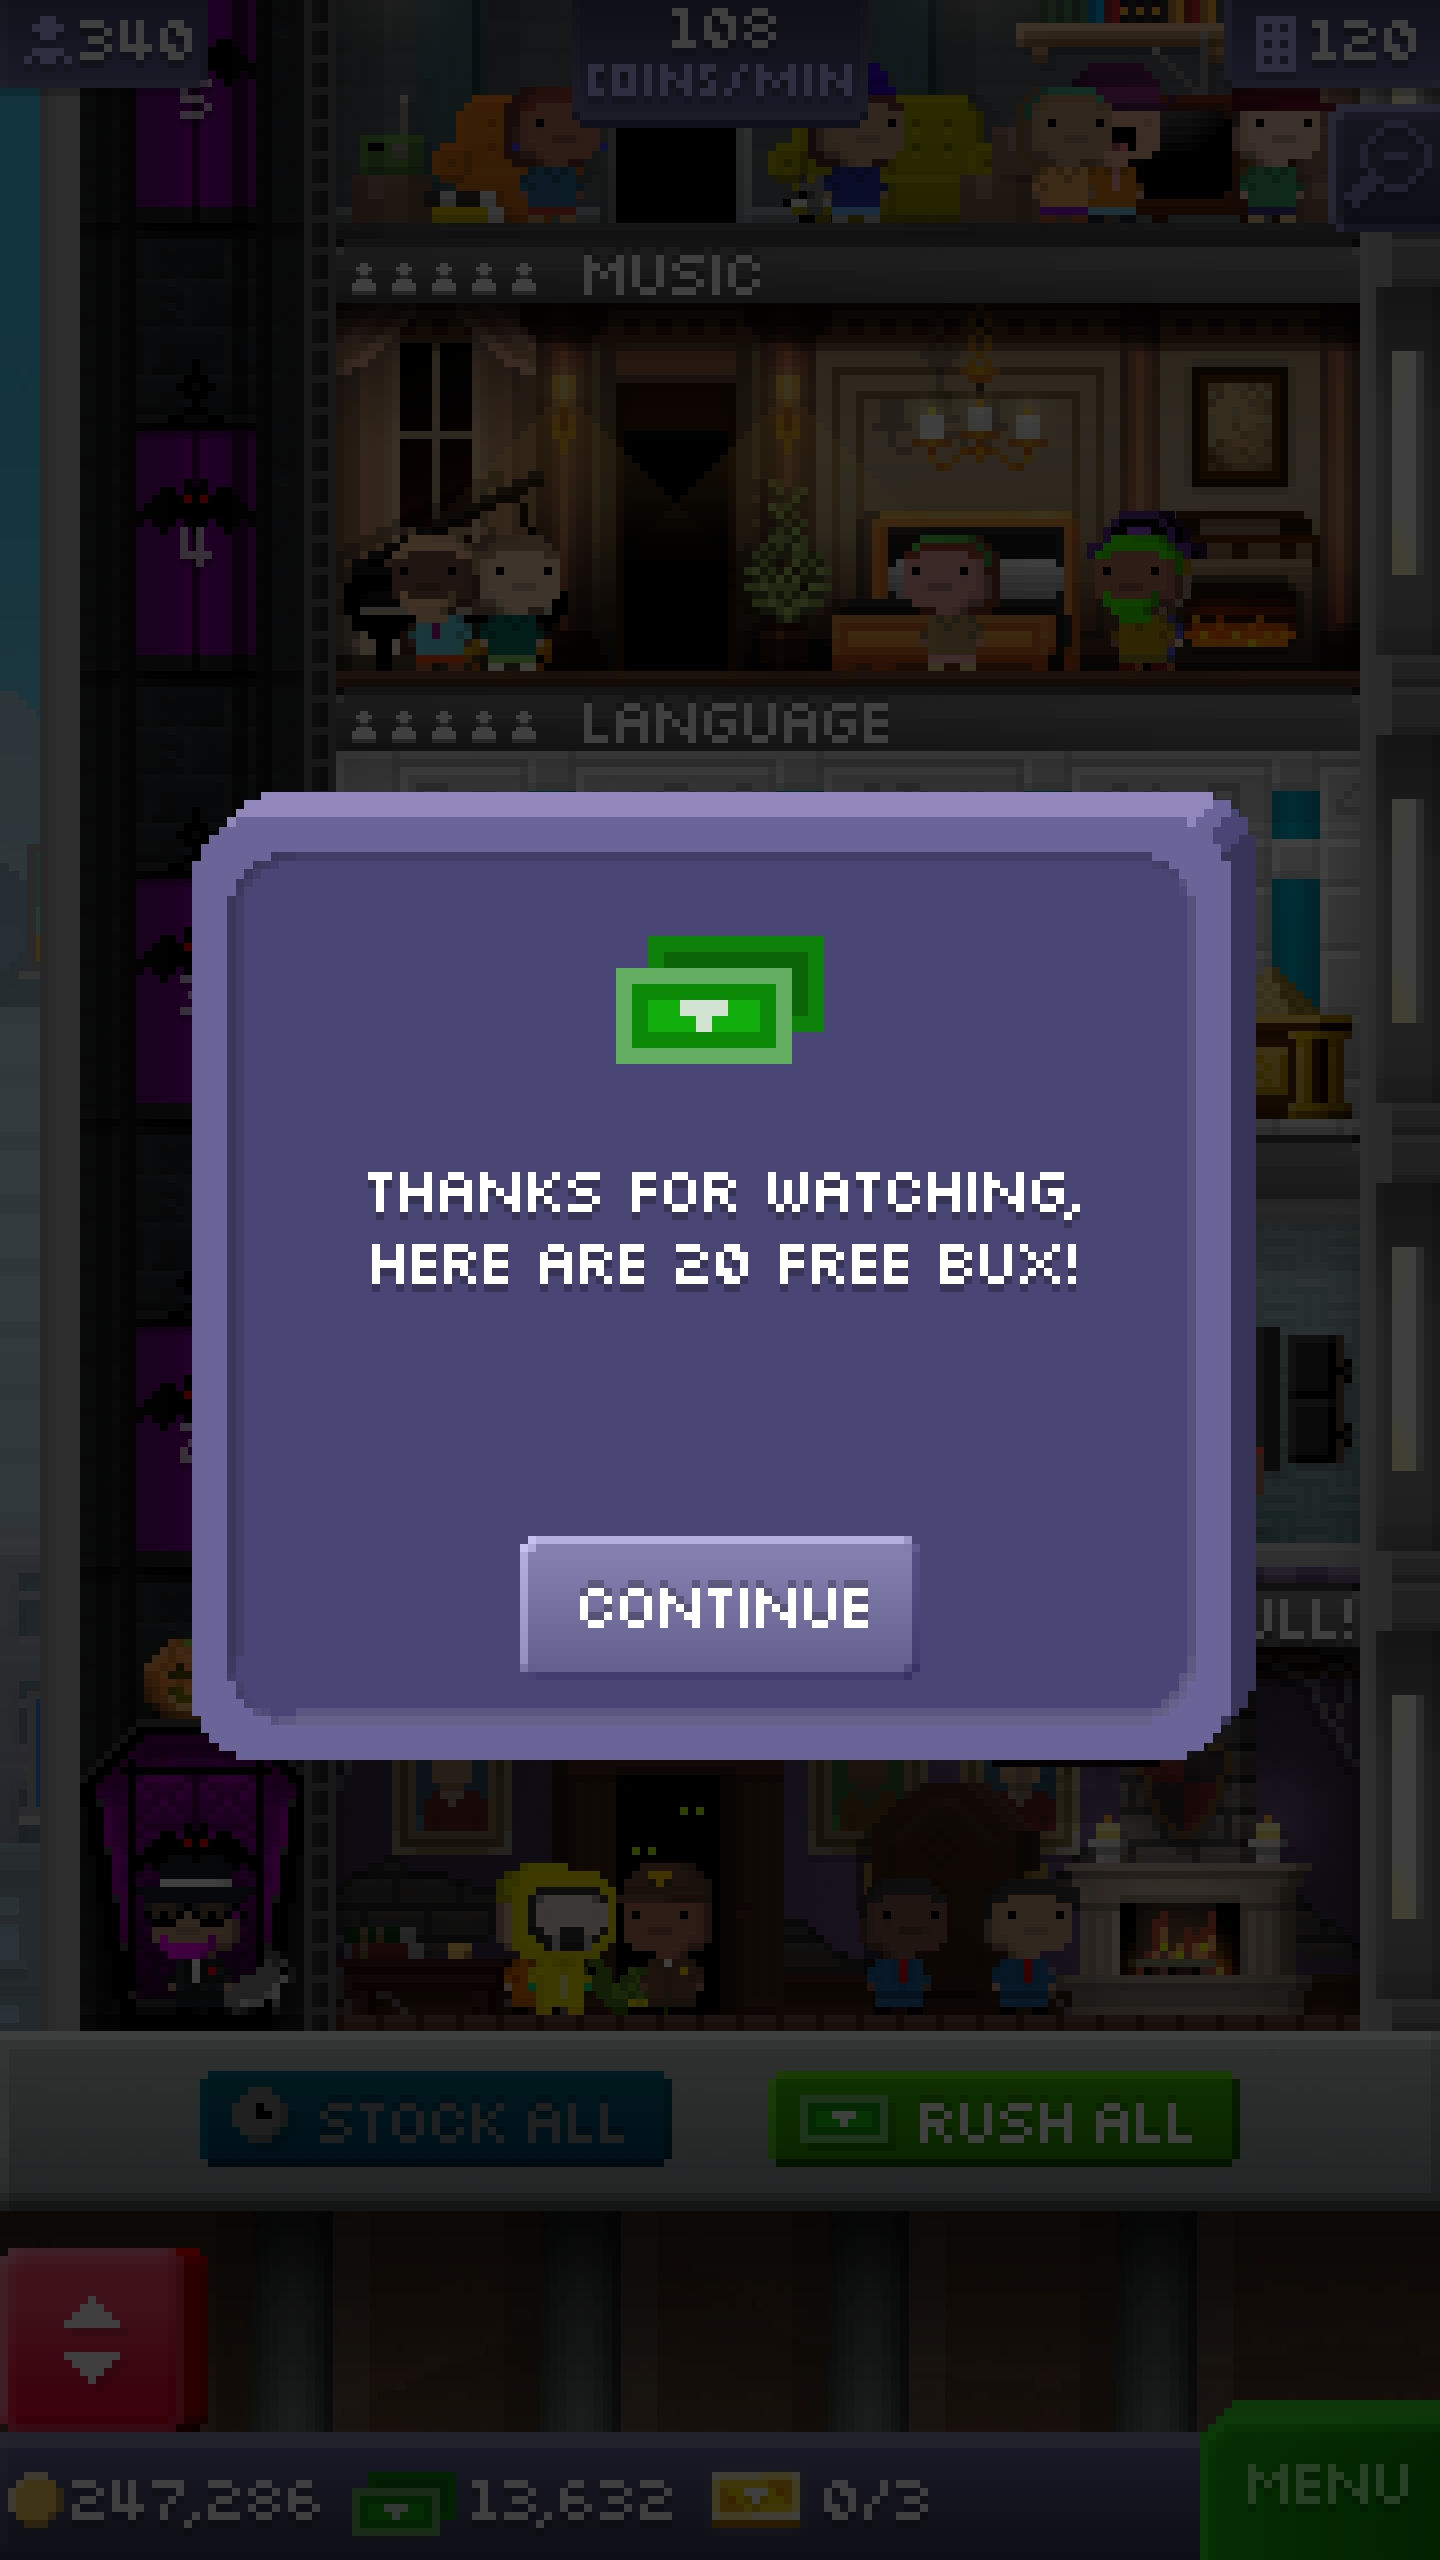 340
108
COINS/MIN
120
5
MUSIC
4
LANGUAGE
THANKS FOR WATCHING,
HERE ARE 20 FREE BUX!
CONTINUE
STOCK ALL
RUSH ALL
247,286
13,632
0/3
MENU